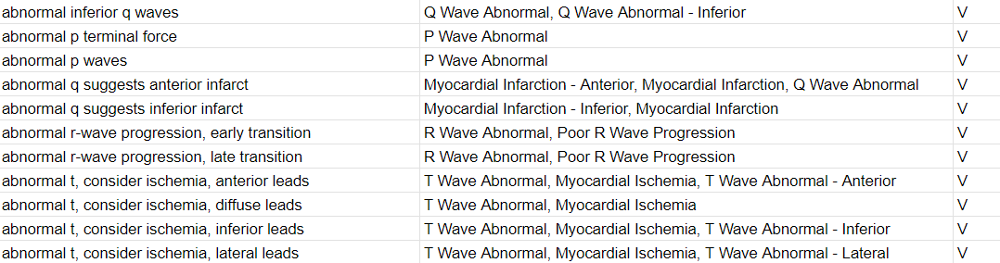 abnormal inferior q waves Q Wave Abnormal, Q Wave Abnormal - Inferior V
abnormal p terminal force P Wave Abnormal V
abnormal p waves P Wave Abnormal V
abnormal q suggests anterior infarct Myocardial Infarction - Anterior, Myocardial Infarction, Q Wave Abnormal V
abnormal q suggests inferior infarct Myocardial Infarction - Inferior, Myocardial Infarction V
abnormal r-wave progression, early transition R Wave Abnormal, Poor R Wave Progression V
abnormal r-wave progression, late transition R Wave Abnormal, Poor R Wave Progression V
abnormal t, consider ischemia, anterior leads T Wave Abnormal, Myocardial Ischemia, T Wave Abnormal - Anterior V
abnormal t, consider ischemia, diffuse leads T Wave Abnormal, Myocardial Ischemia V
abnormal t, consider ischemia, inferior leads T Wave Abnormal, Myocardial Ischemia, T Wave Abnormal - Inferior V
abnormal t, consider ischemia, lateral leads T Wave Abnormal, Myocardial Ischemia, T Wave Abnormal - Lateral V